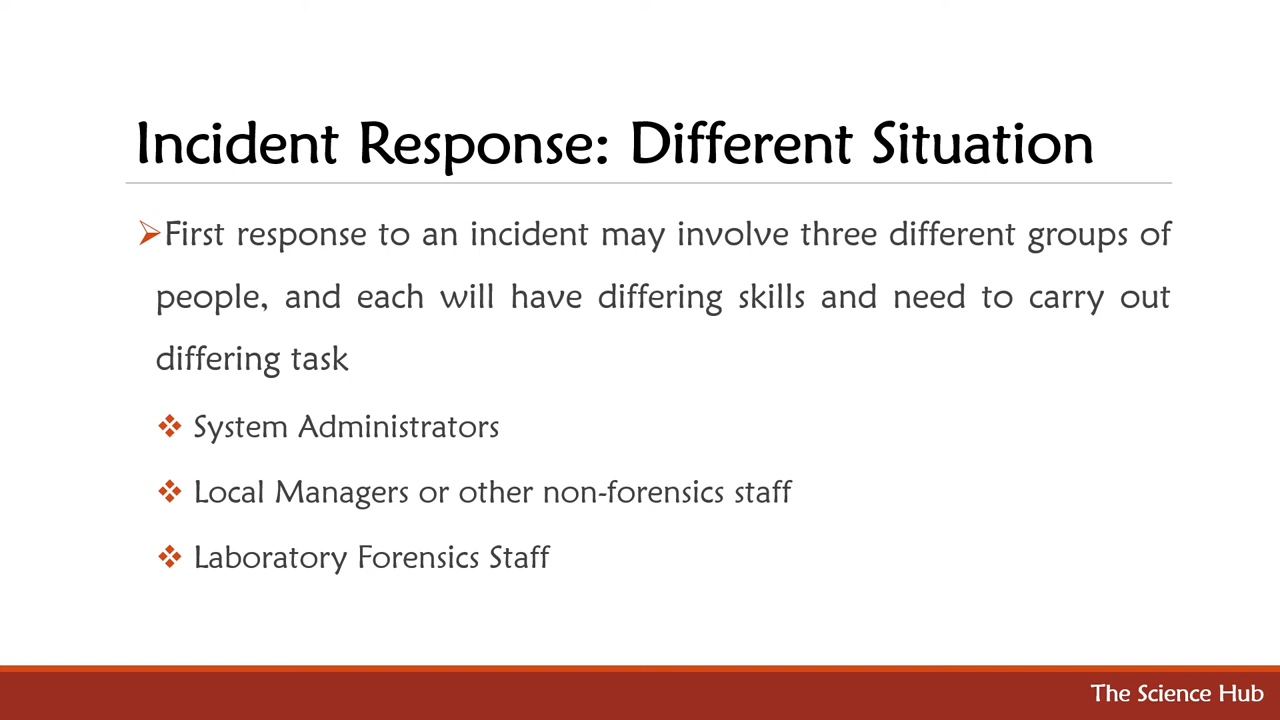 Incident Response: Different Situation
First response to an incident may involve three different groups of
people, and each will have differing skills and need to carry out
differing task
System Administrators
Local Managers or other non-forensics staff
Laboratory Forensics Staff
The Science Hub